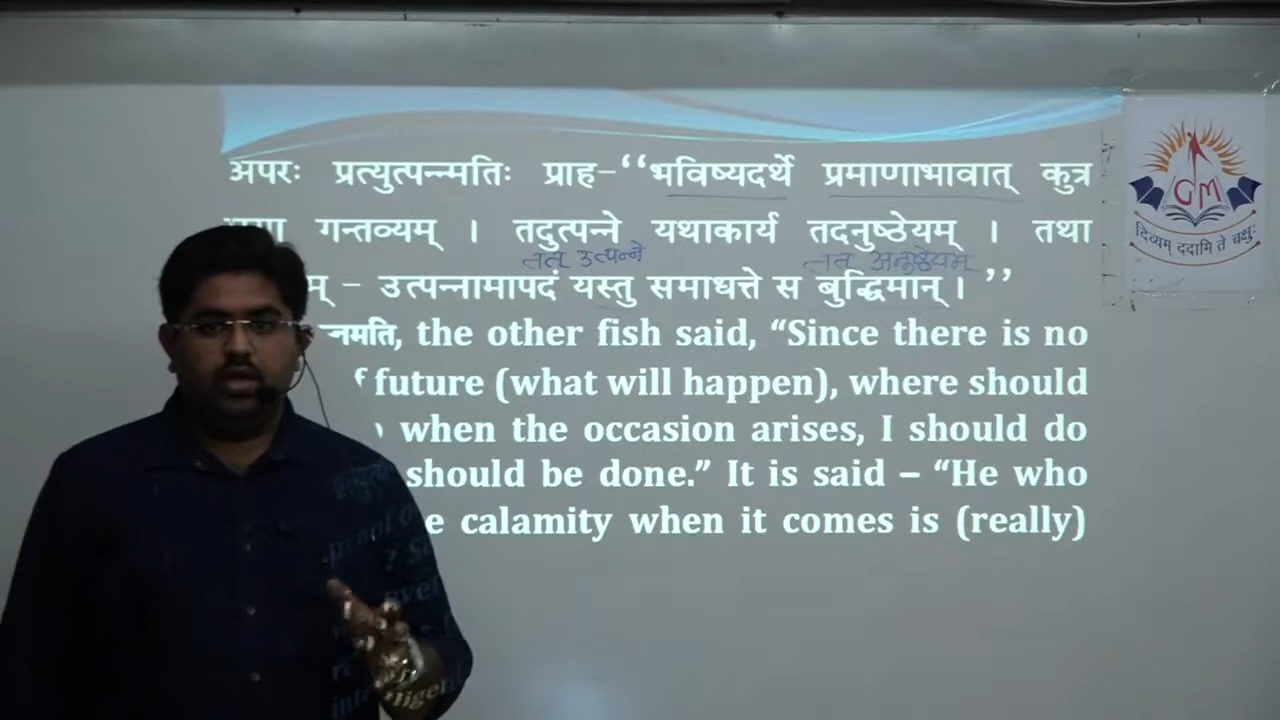 अपरः प्रत्युत्पन्नमतिः प्राह-“भविष्यदर्थे प्रमाणाभावात् कुत्र
गन्तव्यम् । तदुत्पन्ने यथाकार्य तदनुष्ठेयम् । तथा
तत् उत्पन्ने तत् अनुष्ठेयम्
- उत्पन्नामापदं यस्तु समाधत्ते स बुद्धिमान् । ”
the other fish said, “Since there is no
future (what will happen), where should
when the occasion arises, I should do
should be done.” It is said – “He who
calamity when it comes is (really)
GM
दिव्यम् ददामि ते चक्षुः